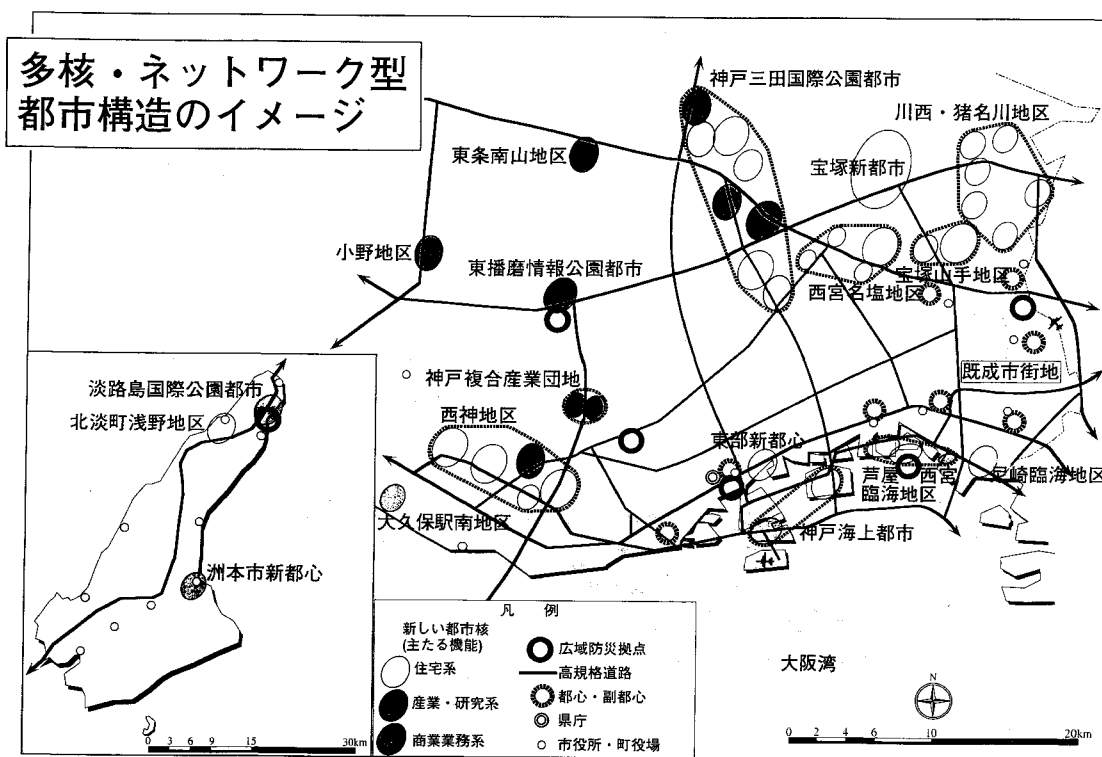 多核・ネットワーク型
都市構造のイメージ
神戸三田国際公園都市
川西・猪名川地区
東条南山地区
宝塚新都市
小野地区
東播磨情報公園都市
宝塚山手地区
西宮名塩地区
既成市街地
神戸複合産業団地
西神地区
東部新都心
芦屋・西宮
臨海地区
尼崎臨海地区
大久保駅南地区
神戸海上都市
淡路島国際公園都市
北淡町浅野地区
洲本市新都心
0 3 6 9 15 30km
凡 例
新しい都市核
(主たる機能)
住宅系
産業・研究系
商業業務系
広域防災拠点
高規格道路
都心・副都心
県庁
市役所・町役場
大阪湾
N
0 2 4 6 10 20km